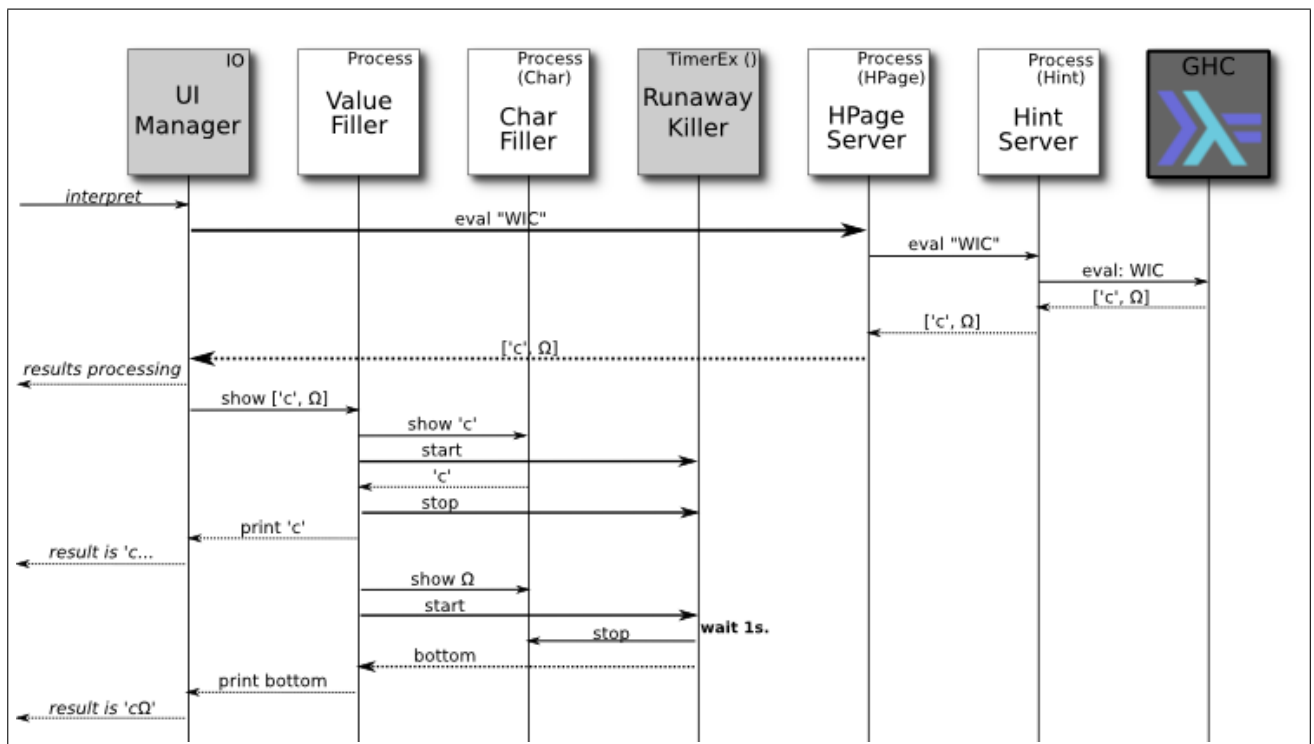 IO
UI
Manager
Process
Value
Filler
Process
(Char)
Char
Filler
TimerEx ()
Runaway
Killer
Process
(HPage)
HPage
Server
Process
(Hint)
Hint
Server
GHC
interpret
eval "WIC"
eval "WIC"
eval: WIC
['c', Ω]
['c', Ω]
['c', Ω]
results processing
show ['c', Ω]
show 'c'
start
'c'
stop
print 'c'
result is 'c...
show Ω
start
wait 1s.
stop
bottom
print bottom
result is 'cΩ'